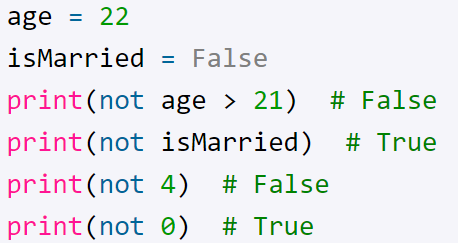 age = 22
isMarried = False
print(not age > 21)  # False
print(not isMarried)  # True
print(not 4)  # False
print(not 0)  # True